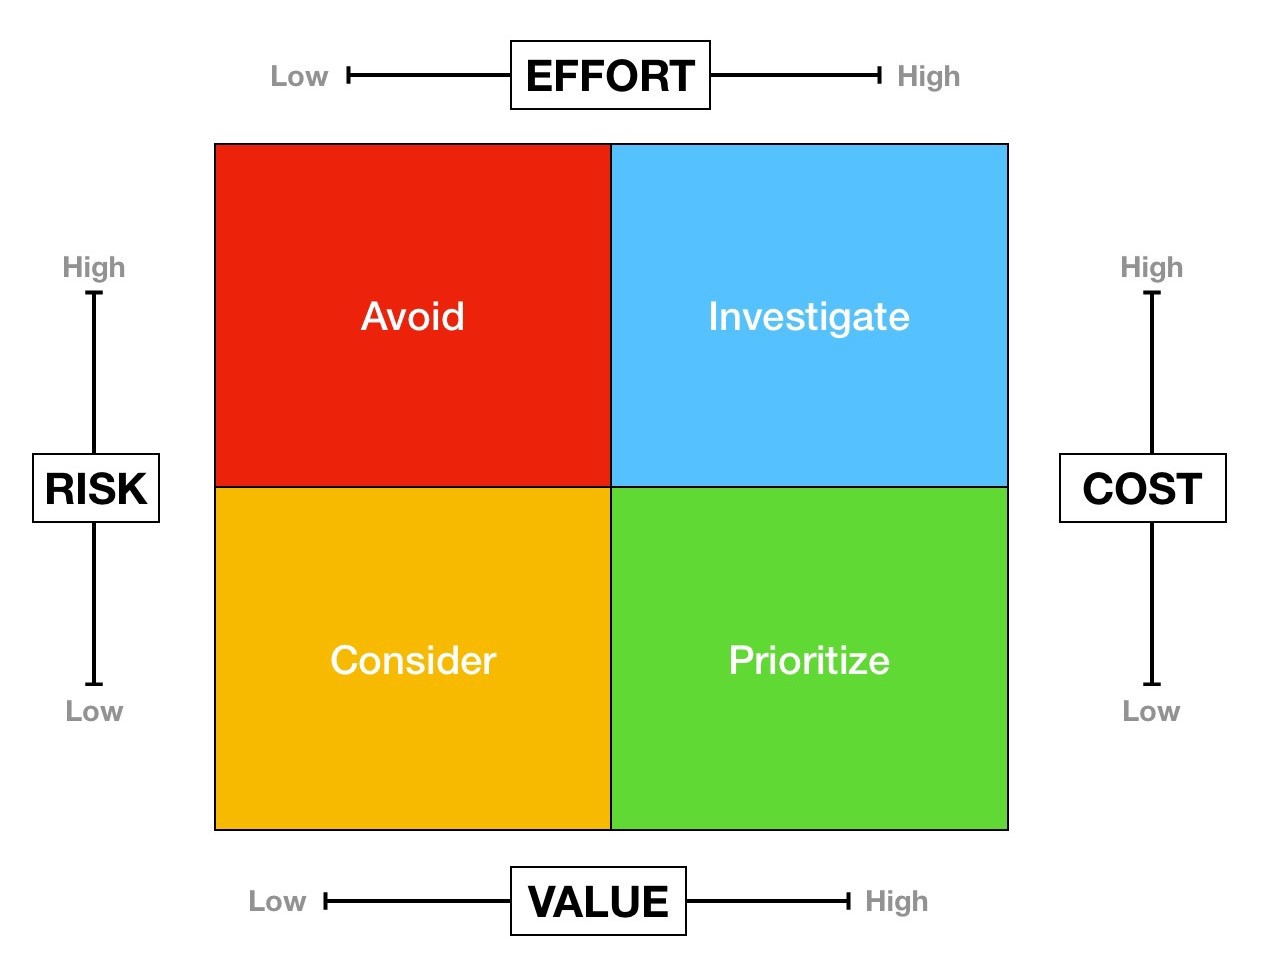 Low EFFORT High
High High
Avoid Investigate
RISK COST
Consider Prioritize
Low Low
Low VALUE High